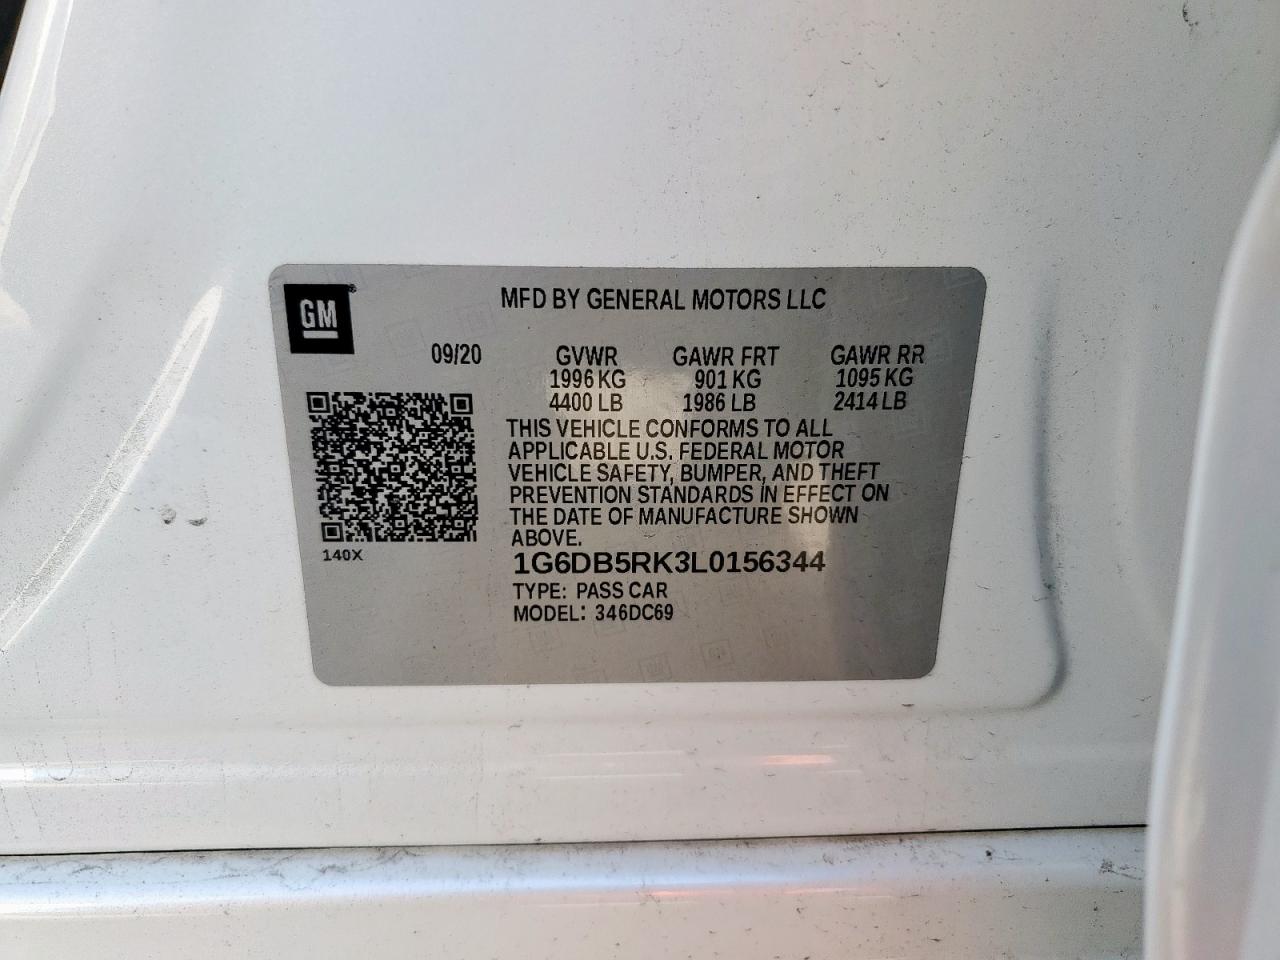 GM®
MFD BY GENERAL MOTORS LLC
09/20 GVWR GAWR FRT GAWR RR
1996 KG 901 KG 1095 KG
4400 LB 1986 LB 2414 LB
THIS VEHICLE CONFORMS TO ALL
APPLICABLE U.S. FEDERAL MOTOR
VEHICLE SAFETY, BUMPER, AND THEFT
PREVENTION STANDARDS IN EFFECT ON
THE DATE OF MANUFACTURE SHOWN
ABOVE.
140X
1G6DB5RK3L0156344
TYPE: PASS CAR
MODEL: 346DC69